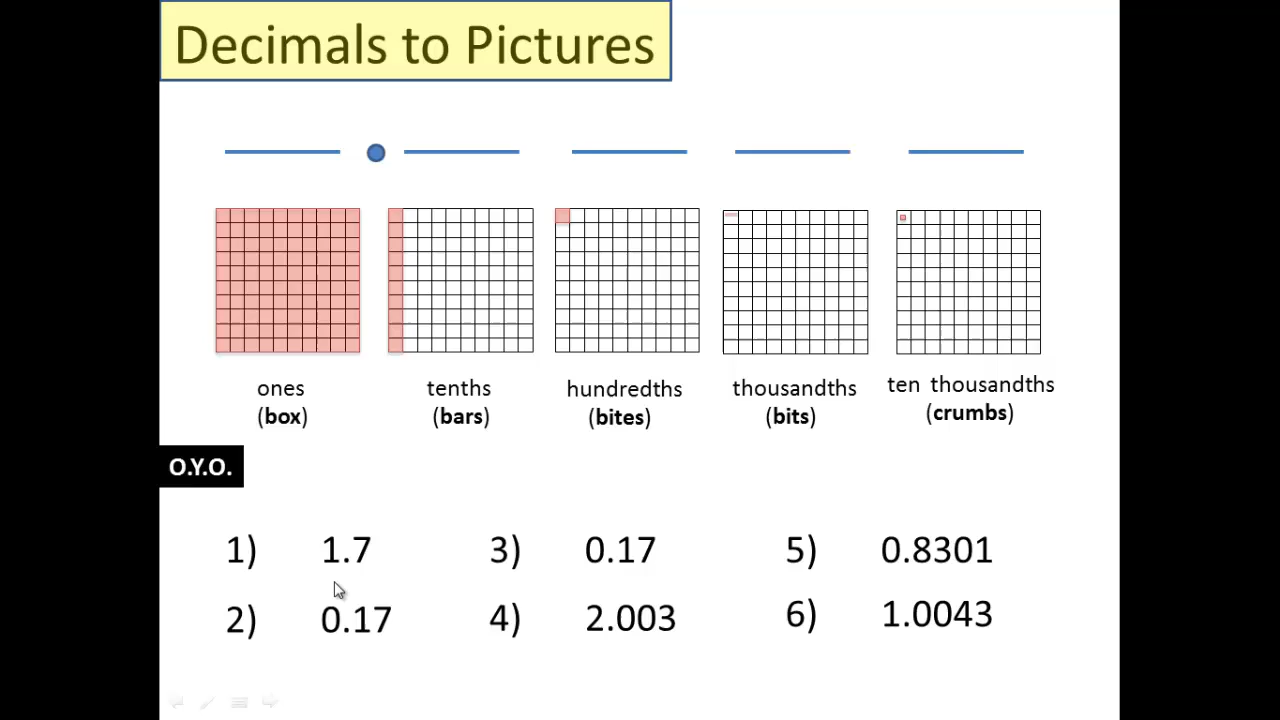 Decimals to Pictures
ones tenths hundredths thousandths ten thousandths
(box) (bars) (bites) (bits) (crumbs)
O.Y.O.
1) 1.7 3) 0.17 5) 0.8301
2) 0.17 4) 2.003 6) 1.0043